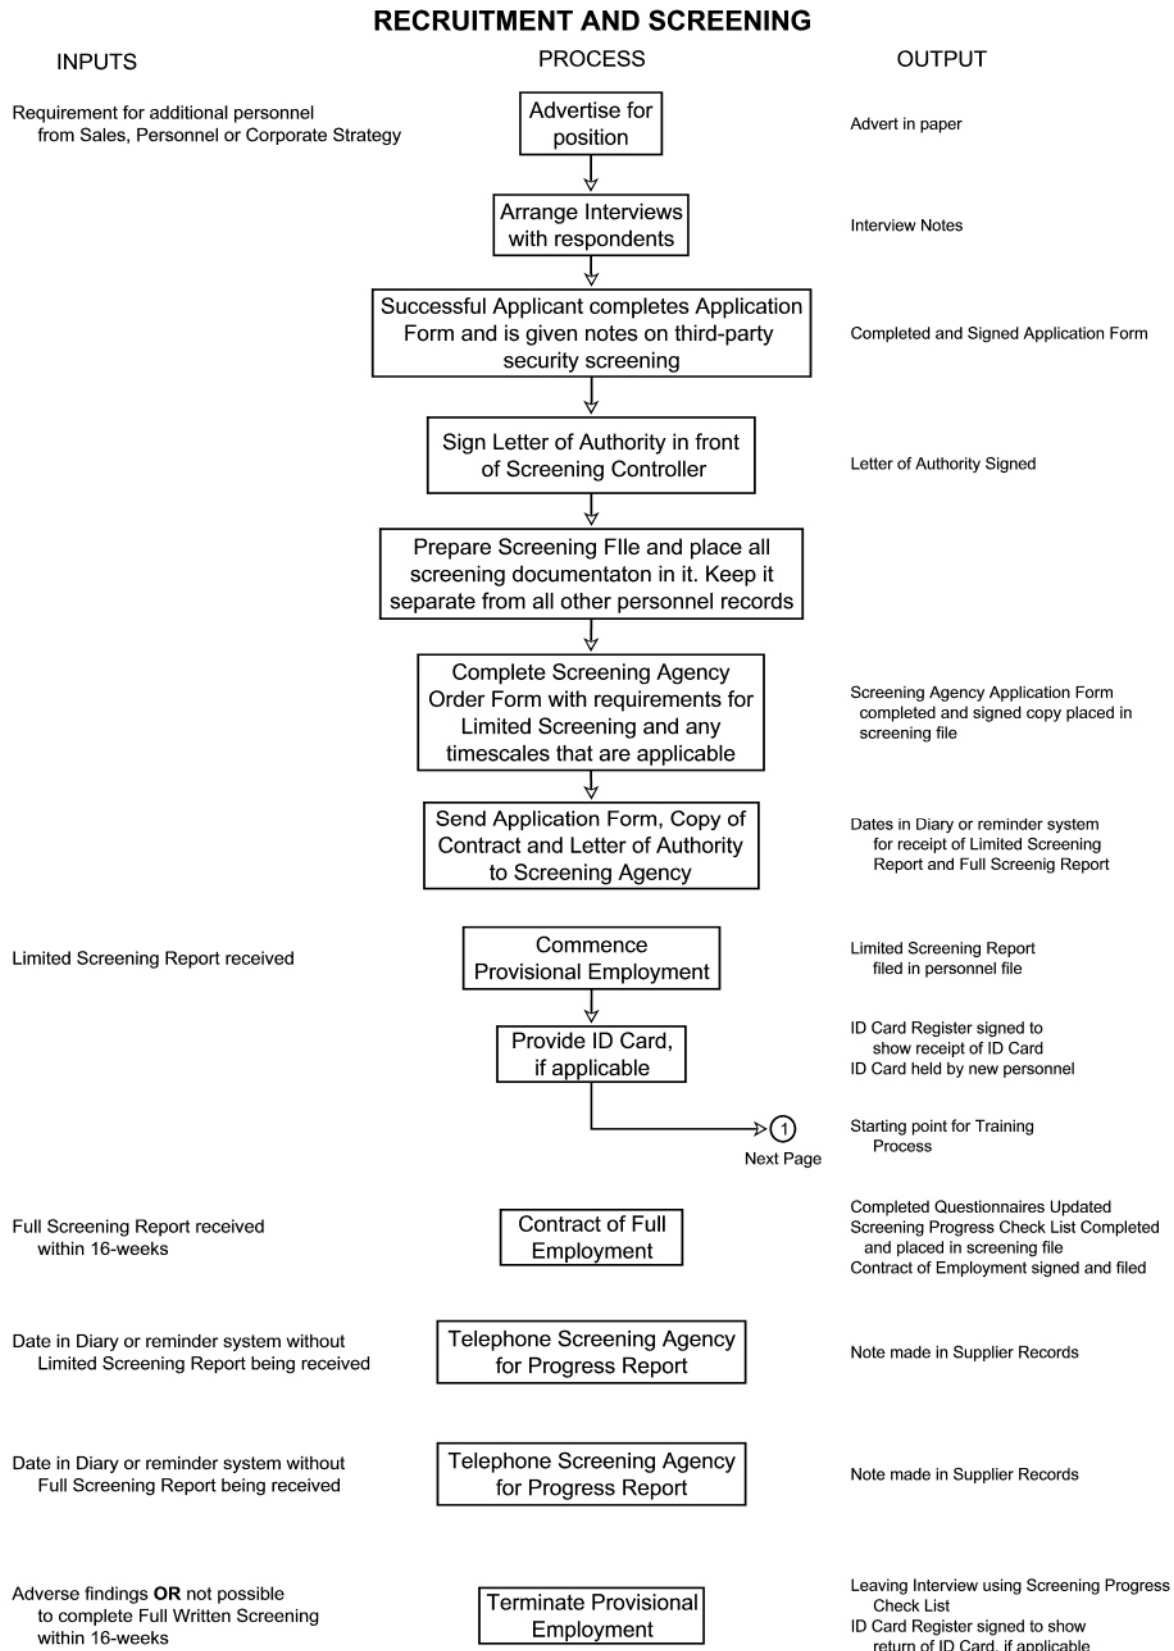 RECRUITMENT AND SCREENING
INPUTS
PROCESS
OUTPUT
Requirement for additional personnel
from Sales, Personnel or Corporate Strategy
Advertise for
position
Advert in paper
Arrange Interviews
with respondents
Interview Notes
Successful Applicant completes Application
Form and is given notes on third-party
security screening
Completed and Signed Application Form
Sign Letter of Authority in front
of Screening Controller
Letter of Authority Signed
Prepare Screening FIle and place all
screening documentaton in it. Keep it
separate from all other personnel records
Complete Screening Agency
Order Form with requirements for
Limited Screening and any
timescales that are applicable
Screening Agency Application Form
completed and signed copy placed in
screening file
Send Application Form, Copy of
Contract and Letter of Authority
to Screening Agency
Dates in Diary or reminder system
for receipt of Limited Screening
Report and Full Screenig Report
Limited Screening Report received
Commence
Provisional Employment
Limited Screening Report
filed in personnel file
Provide ID Card,
if applicable
ID Card Register signed to
show receipt of ID Card
ID Card held by new personnel
1
Next Page
Starting point for Training
Process
Full Screening Report received
within 16-weeks
Contract of Full
Employment
Completed Questionnaires Updated
Screening Progress Check List Completed
and placed in screening file
Contract of Employment signed and filed
Date in Diary or reminder system without
Limited Screening Report being received
Telephone Screening Agency
for Progress Report
Note made in Supplier Records
Date in Diary or reminder system without
Full Screening Report being received
Telephone Screening Agency
for Progress Report
Note made in Supplier Records
Adverse findings OR not possible
to complete Full Written Screening
within 16-weeks
Terminate Provisional
Employment
Leaving Interview using Screening Progress
Check List
ID Card Register signed to show
return of ID Card, if applicable